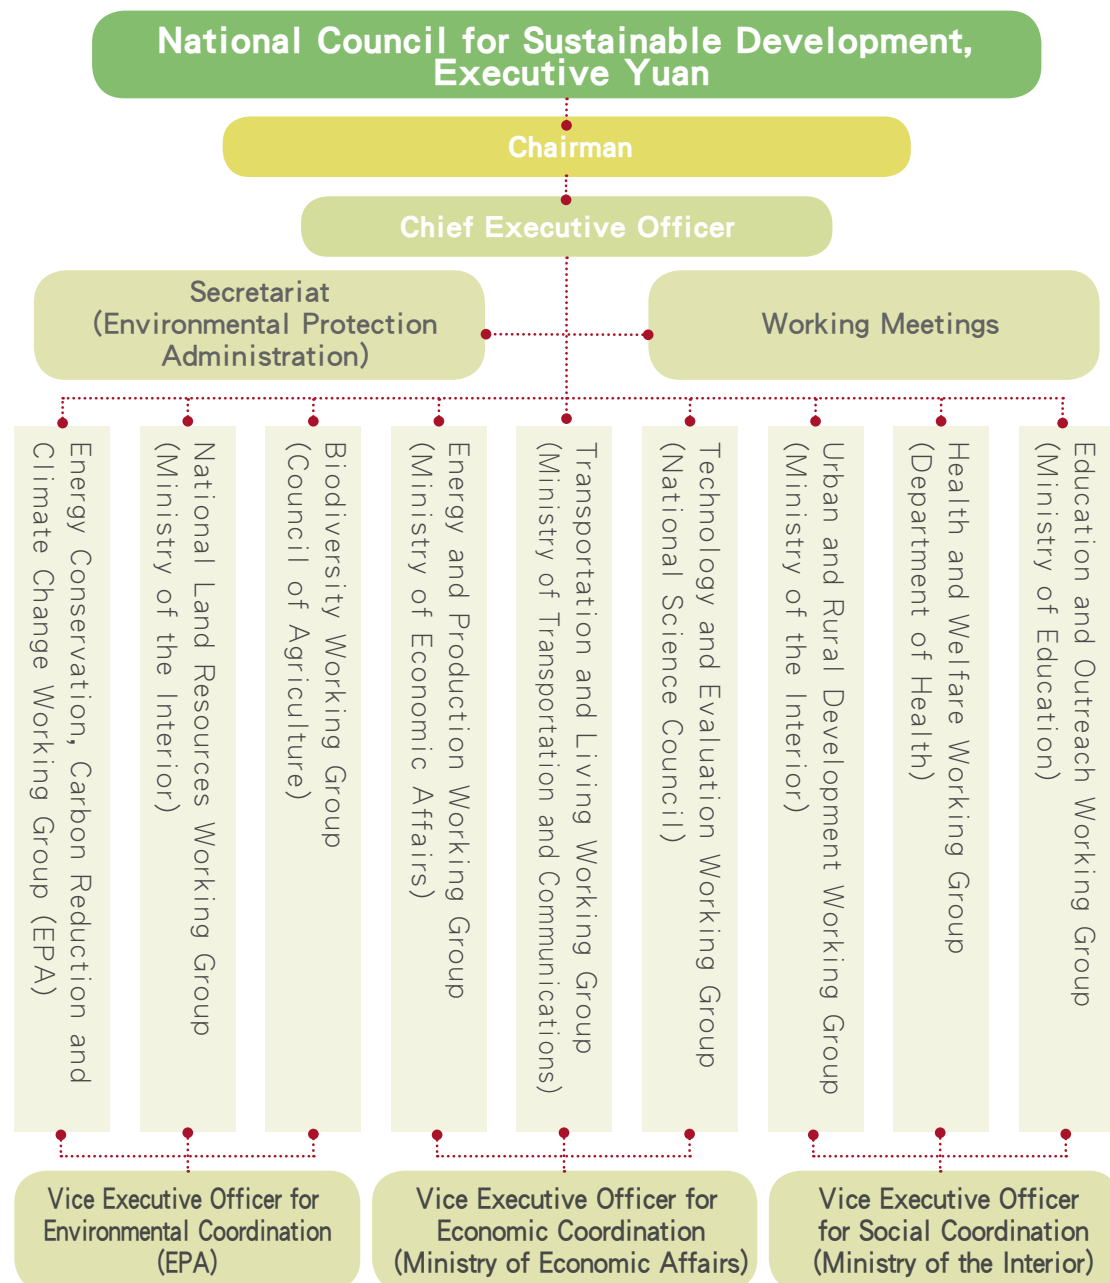 National Council for Sustainable Development,
Executive Yuan
Chairman
Chief Executive Officer
Secretariat
(Environmental Protection
Administration)
Working Meetings
Energy Conservation, Carbon Reduction and
Climate Change Working Group (EPA)
National Land Resources Working Group
(Ministry of the Interior)
Biodiversity Working Group
(Council of Agriculture)
Energy and Production Working Group
(Ministry of Economic Affairs)
Transportation and Living Working Group
(Ministry of Transportation and Communications)
Technology and Evaluation Working Group
(National Science Council)
Urban and Rural Development Working Group
(Ministry of the Interior)
Health and Welfare Working Group
(Department of Health)
Education and Outreach Working Group
(Ministry of Education)
Vice Executive Officer for
Environmental Coordination
(EPA)
Vice Executive Officer for
Economic Coordination
(Ministry of Economic Affairs)
Vice Executive Officer
for Social Coordination
(Ministry of the Interior)